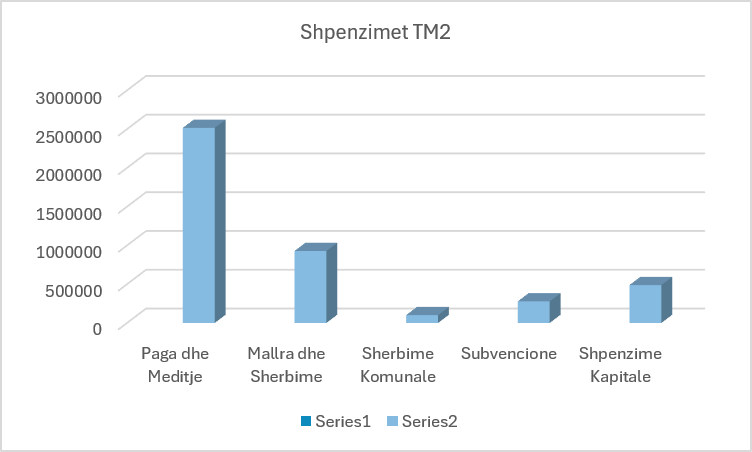 Shpenzimet TM2
3000000
2500000
2000000
1500000
1000000
500000
0
Paga dhe
Meditje
Mallra dhe
Sherbime
Sherbime
Komunale
Subvencione
Shpenzime
Kapitale
Series1
Series2